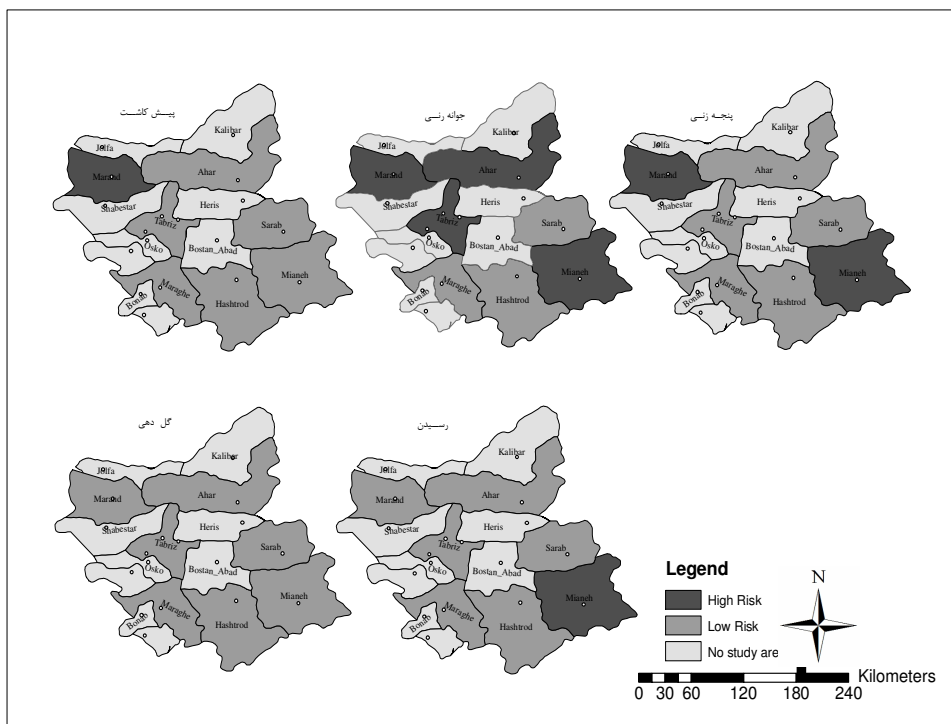 پیش کاشت
Kalibar
Jolfa
Marand
Ahar
Shabestar
Heris
Tabriz
Sarab
Osko
Bostan_Abad
Mianeh
Maraghe
Bonab
Hashtrod
جوانه زنی
Kalibar
Jolfa
Marand
Ahar
Shabestar
Heris
Tabriz
Sarab
Osko
Bostan_Abad
Mianeh
Maraghe
Bonab
Hashtrod
پنجه زنی
Kalibar
Jolfa
Marand
Ahar
Shabestar
Heris
Tabriz
Sarab
Osko
Bostan_Abad
Mianeh
Maraghe
Bonab
Hashtrod
گل دهی
Kalibar
Jolfa
Marand
Ahar
Shabestar
Heris
Tabriz
Sarab
Osko
Bostan_Abad
Mianeh
Maraghe
Bonab
Hashtrod
رسیدن
Kalibar
Jolfa
Marand
Ahar
Shabestar
Heris
Tabriz
Sarab
Osko
Bostan_Abad
Mianeh
Maraghe
Bonab
Hashtrod
Legend
High Risk
Low Risk
No study are
N
Kilometers
0 30 60 120 180 240